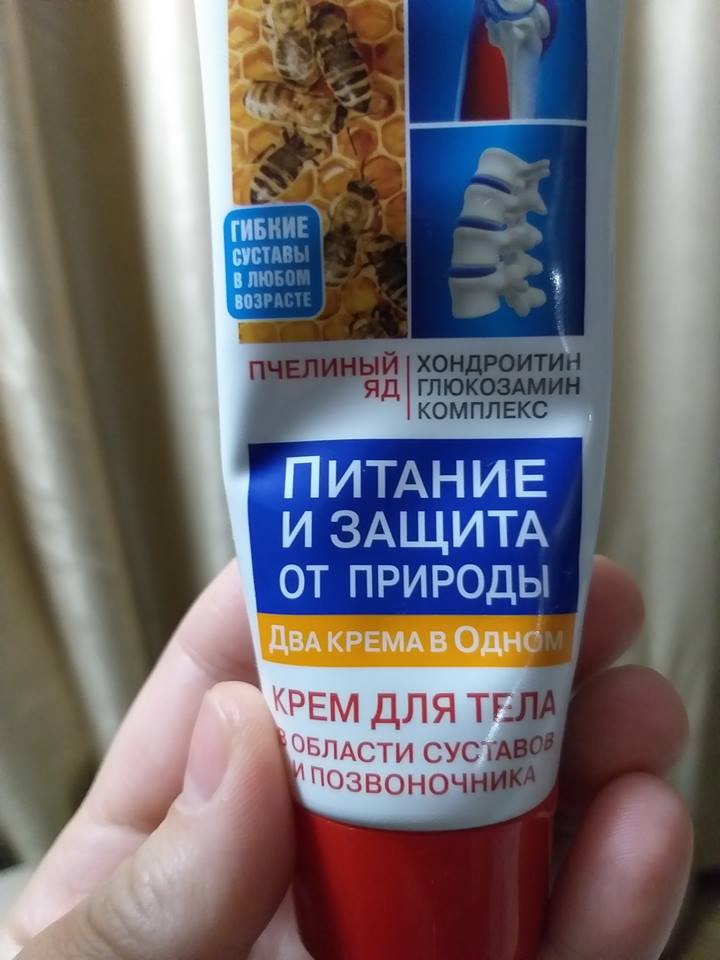 ГИБКИЕ
СУСТАВЫ
В ЛЮБОМ
ВОЗРАСТЕ
ПЧЕЛИНЫЙ
ЯД
ХОНДРОИТИН
ГЛЮКОЗАМИН
КОМПЛЕКС
ПИТАНИЕ
И ЗАЩИТА
ОТ ПРИРОДЫ
ДВА КРЕМА В ОДНОМ
КРЕМ ДЛЯ ТЕЛА
В ОБЛАСТИ СУСТАВОВ
И ПОЗВОНОЧНИКА